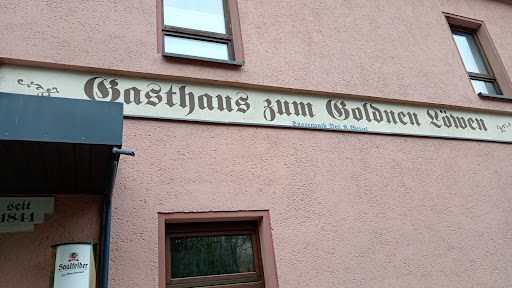 Gasthaus zum Goldnen Löwen
seit
1844
Saalfelder